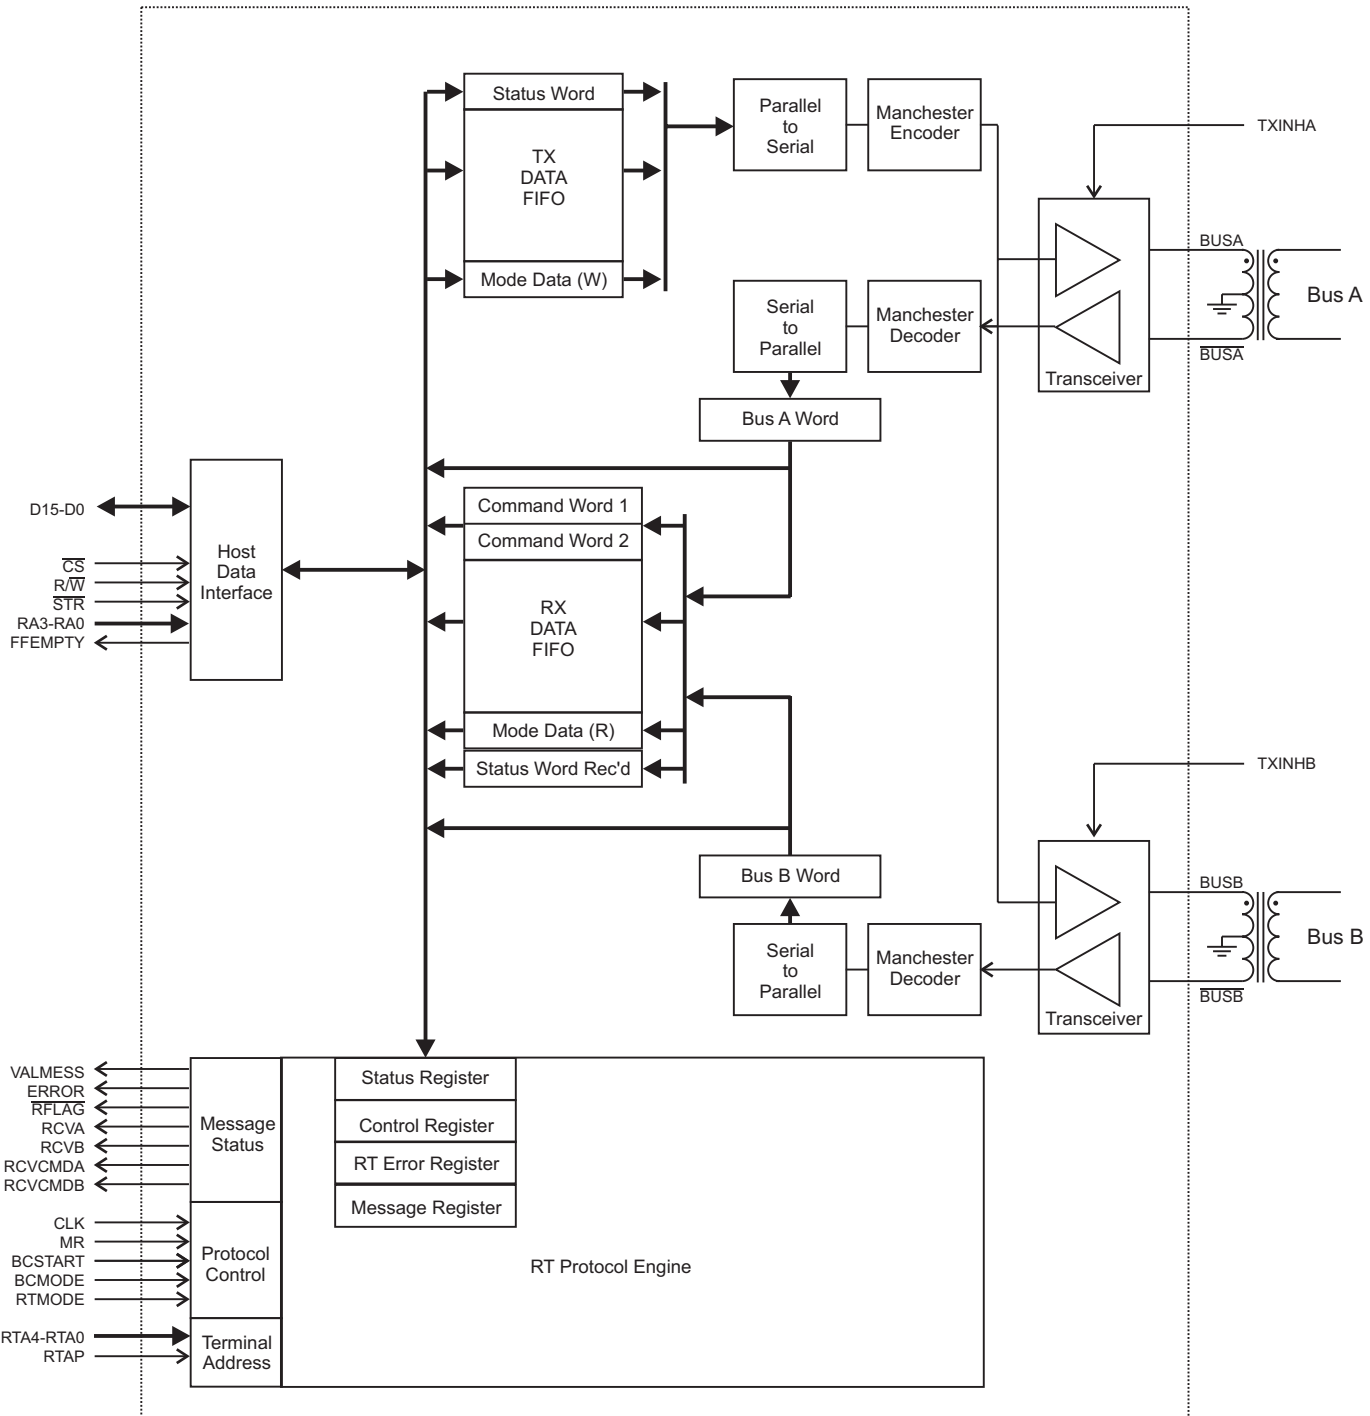 Status Word
TX
DATA
FIFO
Mode Data (W)
Parallel
to
Serial
Manchester
Encoder
TXINHA
Serial
to
Parallel
Manchester
Decoder
Transceiver
BUSA
BUSA
Bus A
Bus A Word
D15-D0
CS
R/W
STR
RA3-RA0
FFEMPTY
Host
Data
Interface
Command Word 1
Command Word 2
RX
DATA
FIFO
Mode Data (R)
Status Word Rec'd
TXINHB
Bus B Word
Serial
to
Parallel
Manchester
Decoder
Transceiver
BUSB
BUSB
Bus B
VALMESS
ERROR
RFLAG
RCVA
RCVB
RCVCMDA
RCVCMDB
Message
Status
Status Register
Control Register
RT Error Register
Message Register
CLK
MR
BCSTART
BCMODE
RTMODE
Protocol
Control
RT Protocol Engine
RTA4-RTA0
RTAP
Terminal
Address